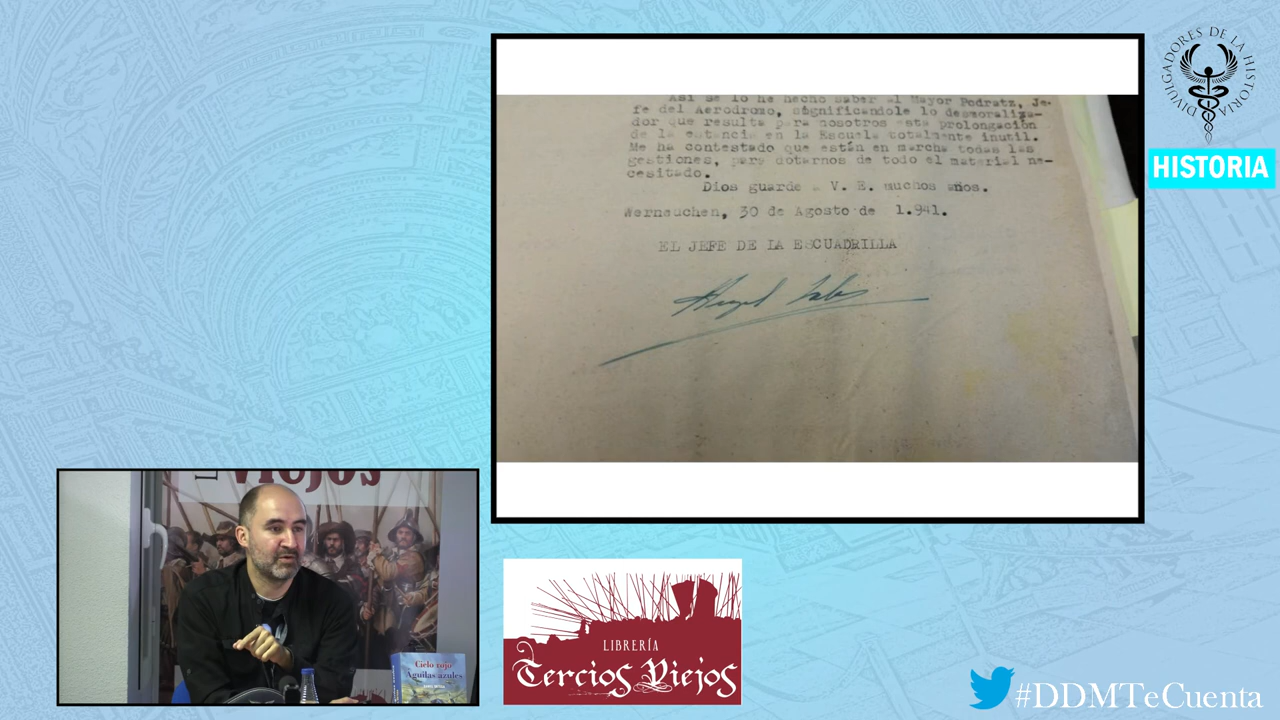 Así se lo he hecho saber al Mayor Podratz, Je-
fe del Aerodromo, significandole lo desmoraliza-
dor que resulta para nosotros esta prolongación
de la estancia en la Escuela totalmente inutil.
Me ha contestado que están en marcha todas las
gestiones, para dotarnos de todo el material ne-
cesitado.
Dios guarde a V. E. muchos años.
Werneuchen, 30 de Agosto de 1.941.
EL JEFE DE LA ESCUADRILLA
DIVULGADORES DE LA HISTORIA
HISTORIA
VIEJOS
Cielo rojo
Águilas azules
LIBRERÍA
Tercios Viejos
#DDMTeCuenta